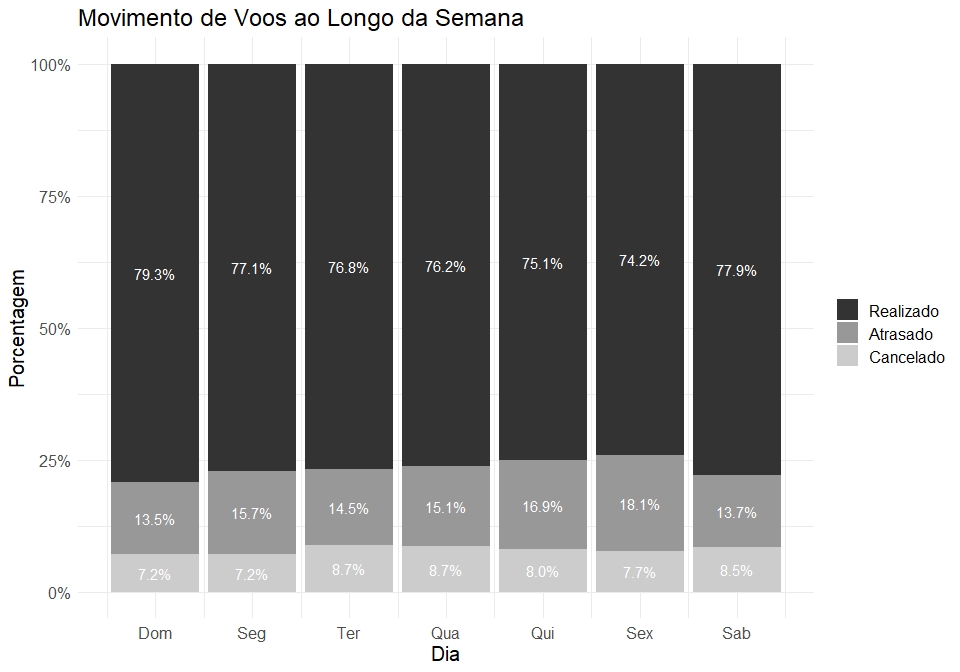 Movimento de Voos ao Longo da Semana
Porcentagem
100%
75%
50%
25%
0%
79.3% 77.1% 76.8% 76.2% 75.1% 74.2% 77.9%
13.5% 15.7% 14.5% 15.1% 16.9% 18.1% 13.7%
7.2% 7.2% 8.7% 8.7% 8.0% 7.7% 8.5%
Dom Seg Ter Qua Qui Sex Sab
Dia
Realizado
Atrasado
Cancelado